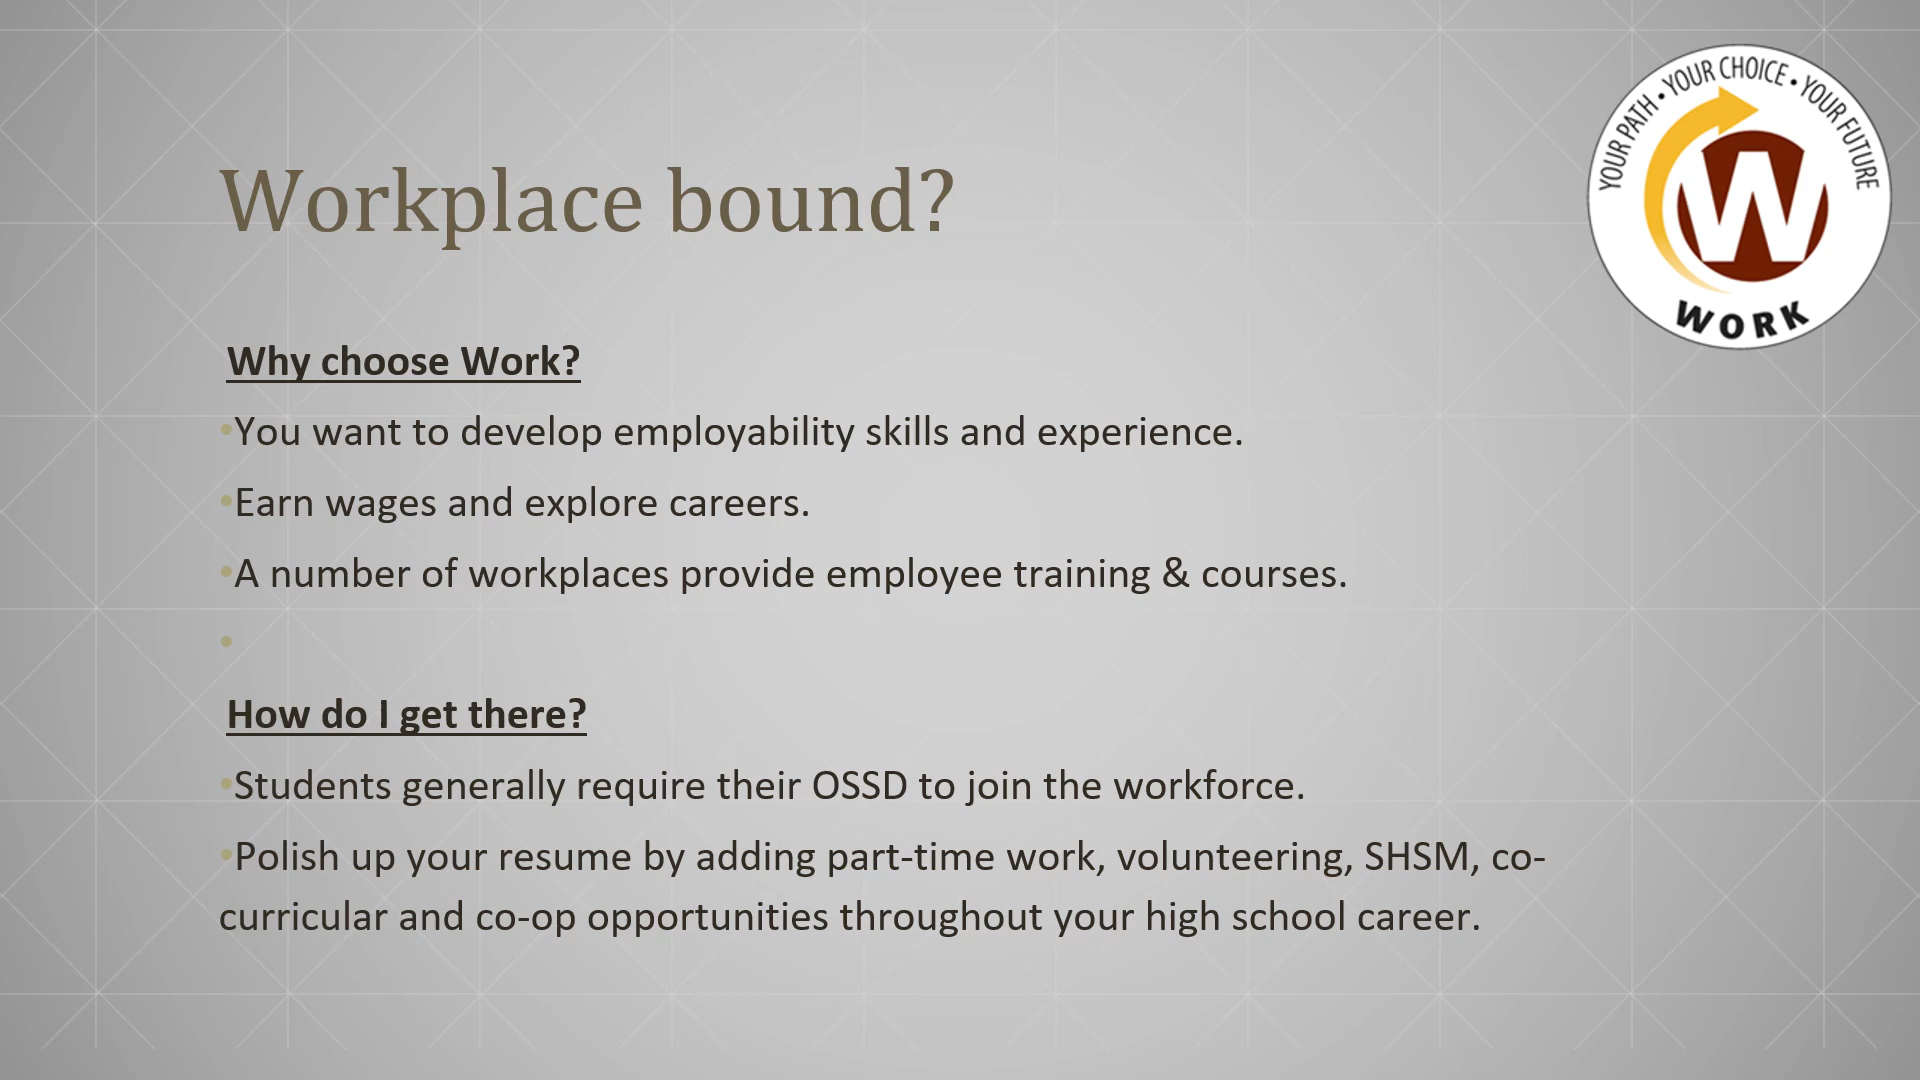 YOUR PATH • YOUR CHOICE • YOUR FUTURE
W
WORK
Workplace bound?
Why choose Work?
•You want to develop employability skills and experience.
•Earn wages and explore careers.
•A number of workplaces provide employee training & courses.
•
How do I get there?
•Students generally require their OSSD to join the workforce.
•Polish up your resume by adding part-time work, volunteering, SHSM, co-
curricular and co-op opportunities throughout your high school career.